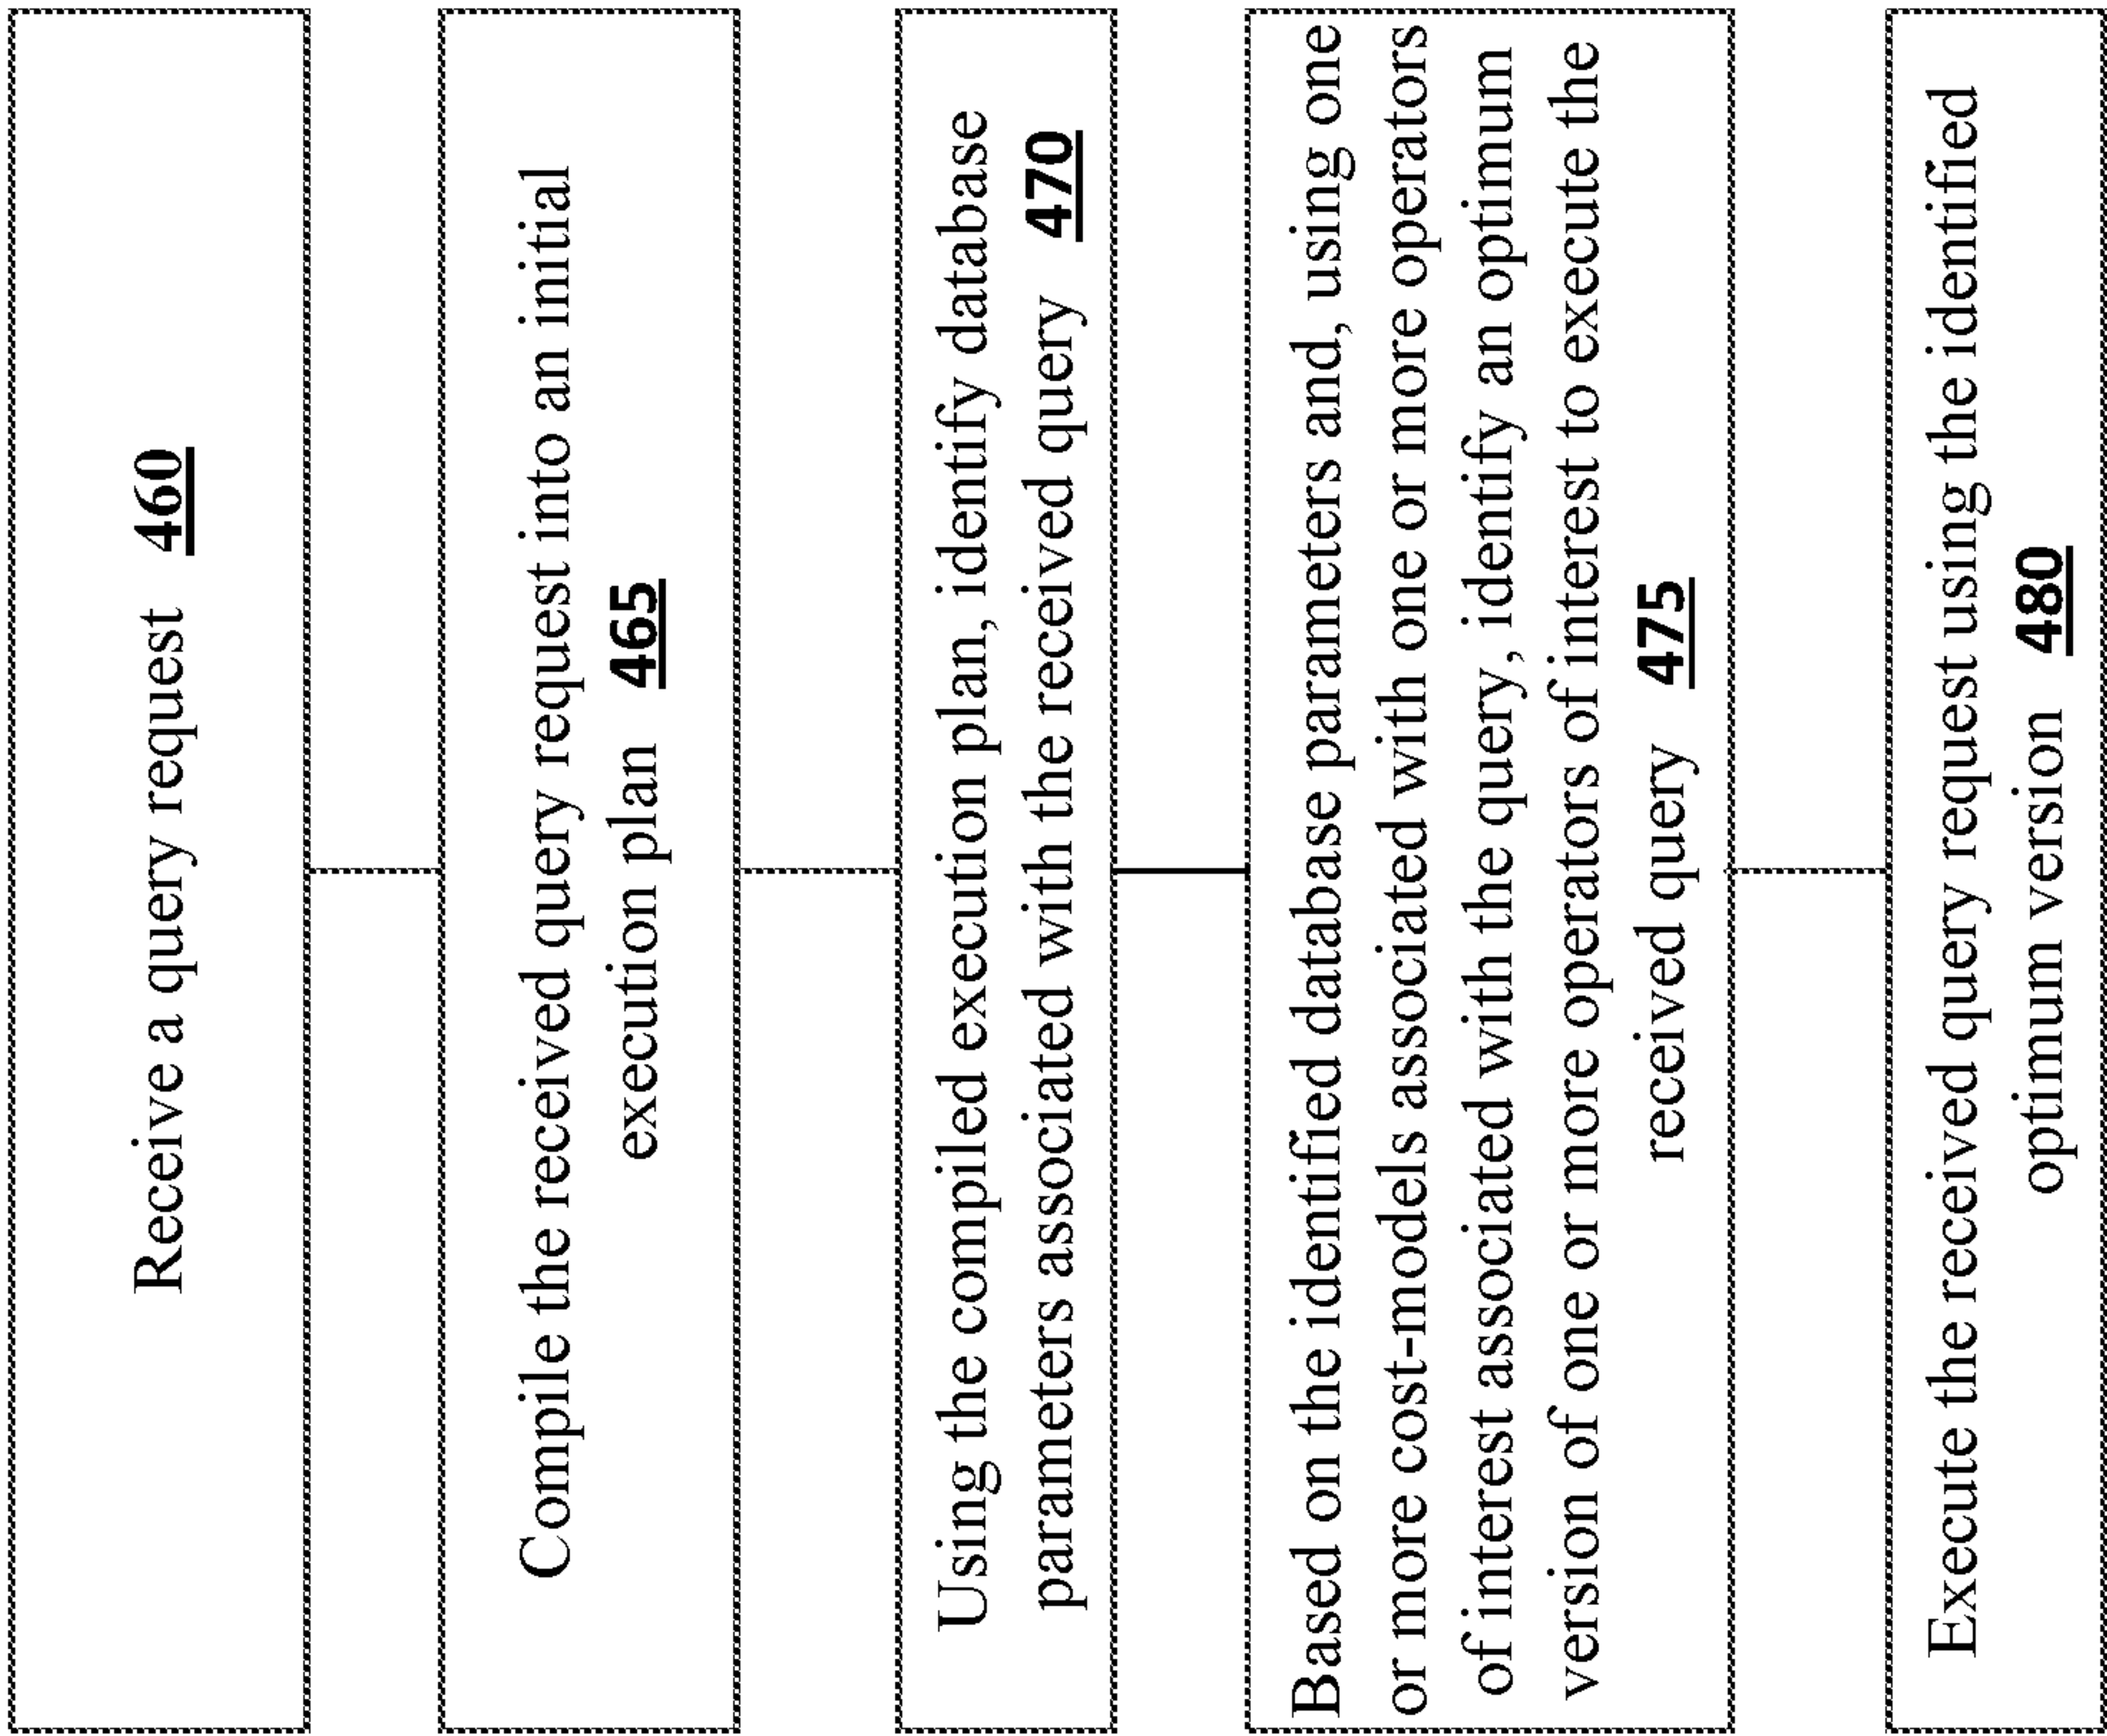 Receive a query request 460
Compile the received query request into an initial
execution plan 465
Using the compiled execution plan, identify database
parameters associated with the received query 470
Based on the identified database parameters and, using one
or more cost-models associated with one or more operators
of interest associated with the query, identify an optimum
version of one or more operators of interest to execute the
received query 475
Execute the received query request using the identified
optimum version 480